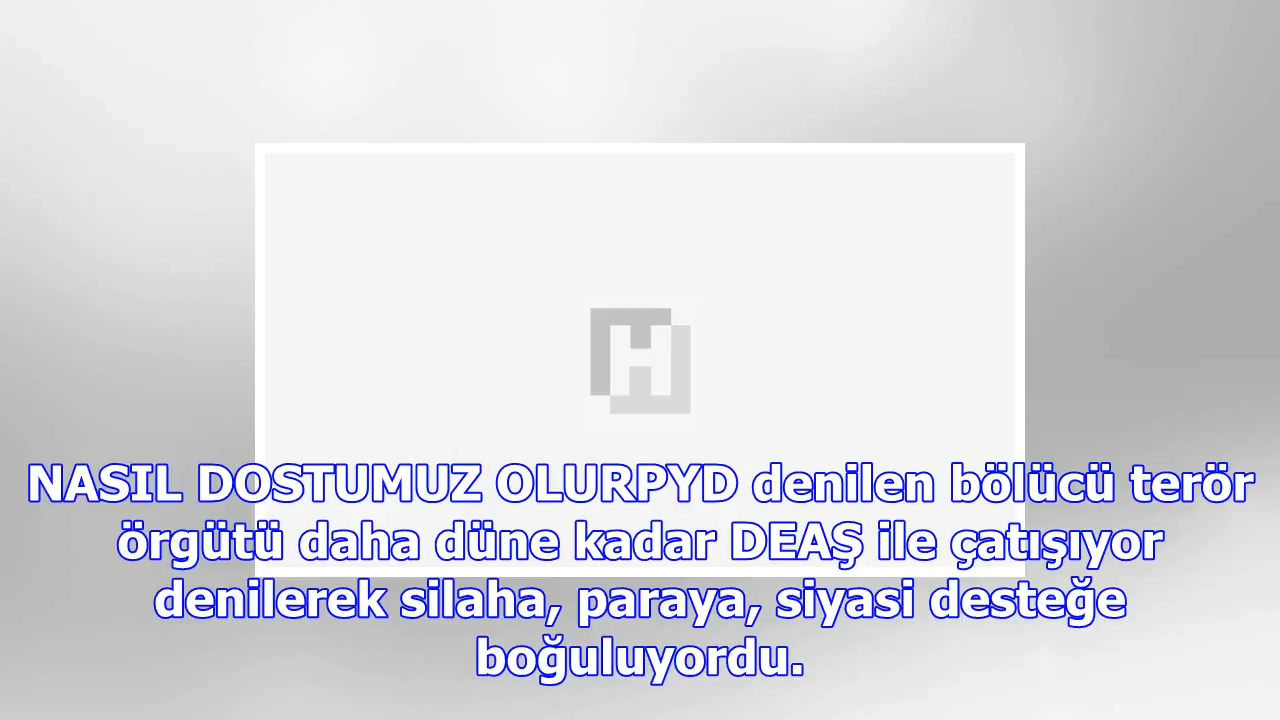 H
NASIL DOSTUMUZ OLURPYD denilen bölücü terör
örgütü daha düne kadar DEAŞ ile çatışıyor
denilerek silaha, paraya, siyasi desteğe
boğuluyordu.